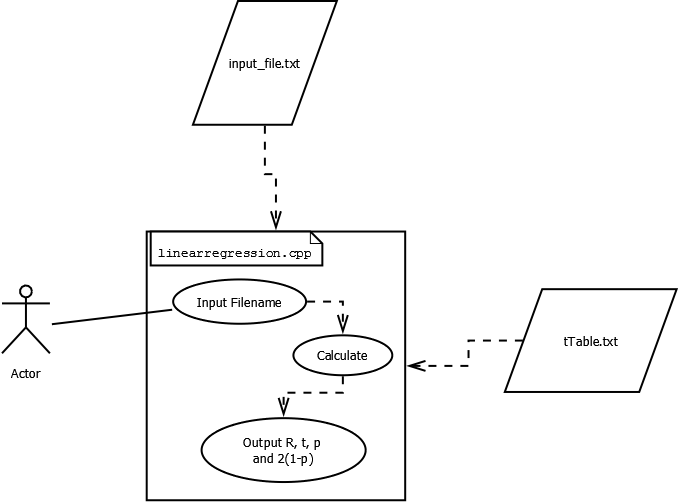 input_file.txt
linearregression.cpp
Input Filename
Calculate
tTable.txt
Actor
Output R, t, p
and 2(1-p)